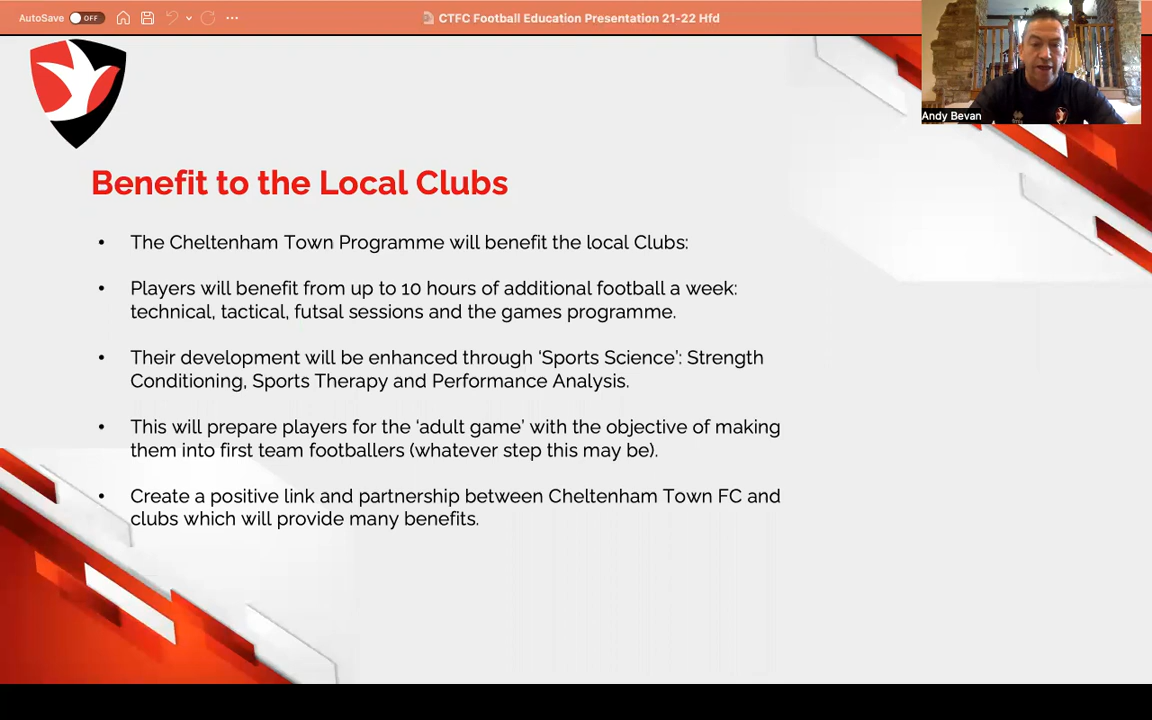 AutoSave OFF
CTFC Football Education Presentation 21-22 Hfd
Andy Bevan
Benefit to the Local Clubs
• The Cheltenham Town Programme will benefit the local Clubs:
• Players will benefit from up to 10 hours of additional football a week:
technical, tactical, futsal sessions and the games programme.
• Their development will be enhanced through ‘Sports Science’: Strength
Conditioning, Sports Therapy and Performance Analysis.
• This will prepare players for the ‘adult game’ with the objective of making
them into first team footballers (whatever step this may be).
• Create a positive link and partnership between Cheltenham Town FC and
clubs which will provide many benefits.